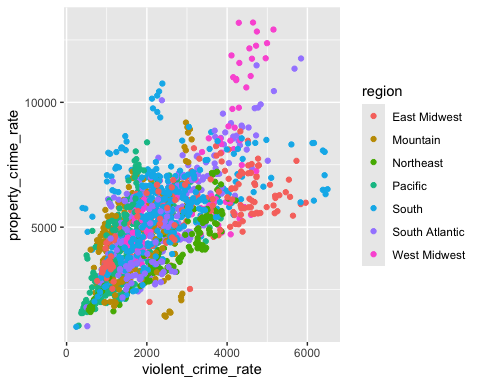 10000
5000
property_crime_rate
0
2000
4000
6000
violent_crime_rate
region
East Midwest
Mountain
Northeast
Pacific
South
South Atlantic
West Midwest